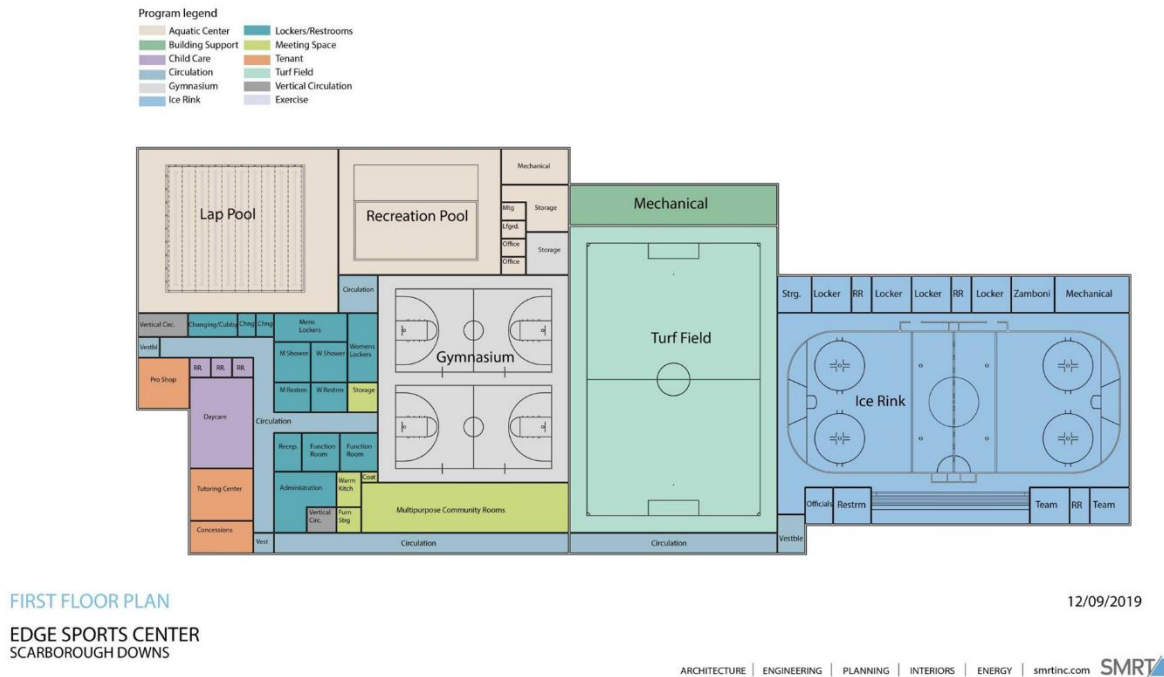 Program legend
Aquatic Center
Building Support
Child Care
Circulation
Gymnasium
Ice Rink
Lockers/Restrooms
Meeting Space
Tenant
Turf Field
Vertical Circulation
Exercise
Lap Pool
Recreation Pool
Mechanical
Mtg
Storage
Lfgrd.
Office
Storage
Office
Mechanical
Circulation
Vertical Circ.
Changing/Cubby
Chng
Chng
Mens
Lockers
Vestbl
M Shower
W Shower
Womens
Lockers
Pro Shop
RR.
RR.
RR.
M Restrm
W Restrm
Storage
Daycare
Circulation
Gymnasium
Recep.
Function
Room
Function
Room
Tutoring Center
Administration
Warm
Kitch
Coat
Vertical
Circ.
Furn
Strg
Multipurpose Community Rooms
Concessions
Vest
Circulation
Turf Field
Circulation
Strg.
Locker
RR
Locker
Locker
RR
Locker
Zamboni
Mechanical
Ice Rink
Officials
Restrm
Team
RR
Team
Vestble
FIRST FLOOR PLAN
12/09/2019
EDGE SPORTS CENTER
SCARBOROUGH DOWNS
ARCHITECTURE | ENGINEERING | PLANNING | INTERIORS | ENERGY | smrtinc.com SMRT